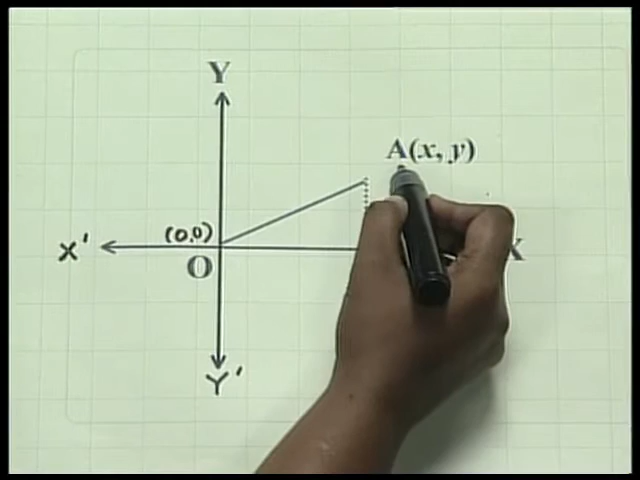 Y
A(x, y)
(0,0)
X'
O
X
Y'